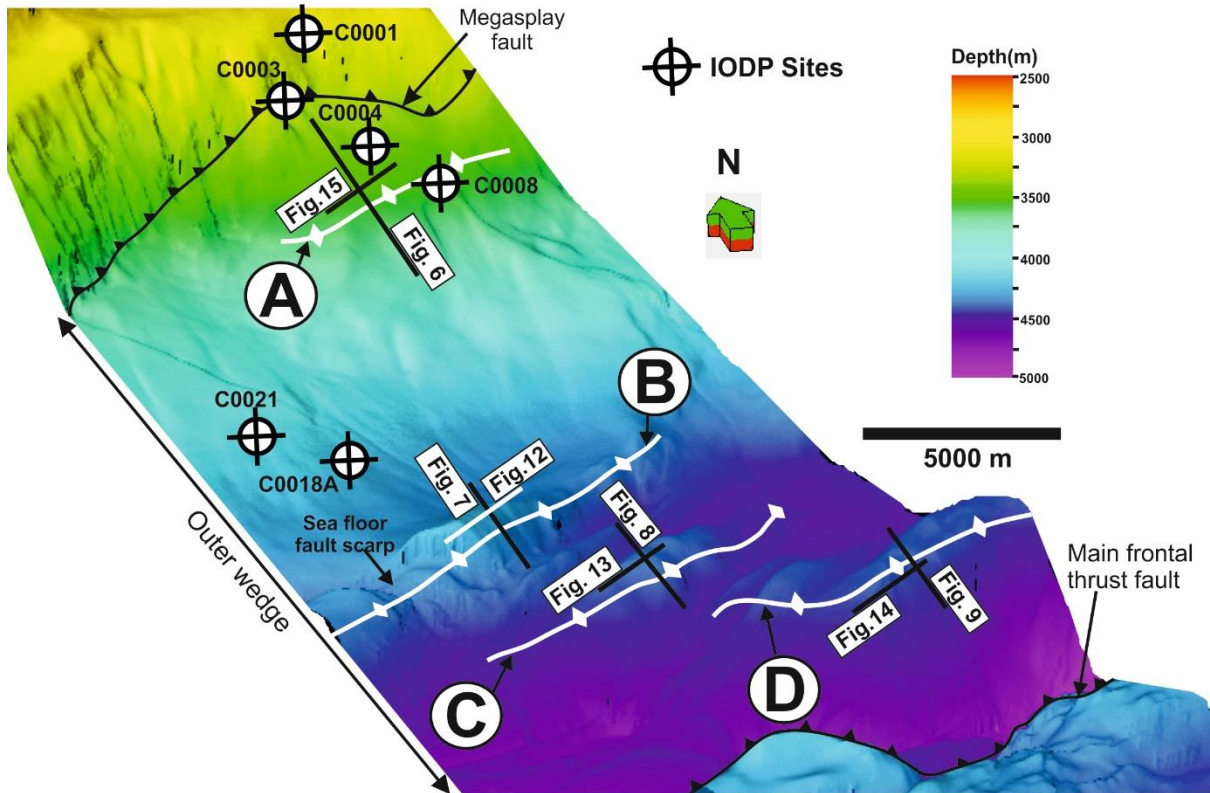 C0001
Megasplay
fault
C0003
C0004
IODP Sites
Depth(m)
2500
3000
3500
4000
4500
5000
N
C0008
Fig.15
Fig. 6
A
B
C0021
C0018A
5000 m
Fig. 7
Fig.12
Fig. 8
Sea floor
fault scarp
Outer wedge
Fig. 13
Main frontal
thrust fault
Fig.14
Fig. 9
C
D